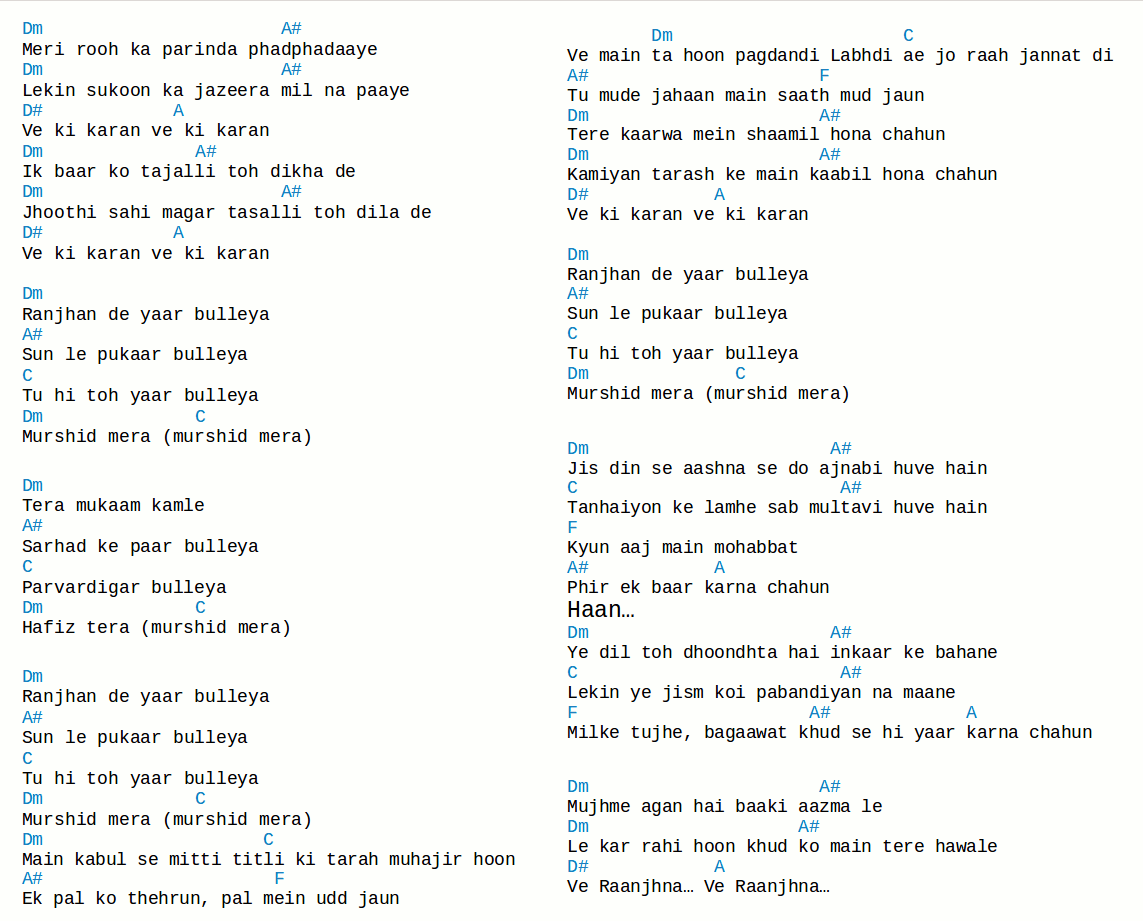 Dm                      A#
Meri rooh ka parinda phadphadaaye
Dm                      A#
Lekin sukoon ka jazeera mil na paaye
D#            A
Ve ki karan ve ki karan
Dm              A#
Ik baar ko tajalli toh dikha de
Dm                      A#
Jhoothi sahi magar tasalli toh dila de
D#            A
Ve ki karan ve ki karan

Dm
Ranjhan de yaar bulleya
A#
Sun le pukaar bulleya
C
Tu hi toh yaar bulleya
Dm              C
Murshid mera (murshid mera)

Dm
Tera mukaam kamle
A#
Sarhad ke paar bulleya
C
Parvardigar bulleya
Dm              C
Hafiz tera (murshid mera)

Dm
Ranjhan de yaar bulleya
A#
Sun le pukaar bulleya
C
Tu hi toh yaar bulleya
Dm              C
Murshid mera (murshid mera)
Dm                    C
Main kabul se mitti titli ki tarah muhajir hoon
A#                      F
Ek pal ko thehrun, pal mein udd jaun

        Dm                      C
Ve main ta hoon pagdandi Labhdi ae jo raah jannat di
A#                      F
Tu mude jahaan main saath mud jaun
Dm                      A#
Tere kaarwa mein shaamil hona chahun
Dm                      A#
Kamiyan tarash ke main kaabil hona chahun
D#            A
Ve ki karan ve ki karan

Dm
Ranjhan de yaar bulleya
A#
Sun le pukaar bulleya
C
Tu hi toh yaar bulleya
Dm              C
Murshid mera (murshid mera)

Dm                       A#
Jis din se aashna se do ajnabi huve hain
C                         A#
Tanhaiyon ke lamhe sab multavi huve hain
F
Kyun aaj main mohabbat
A#            A
Phir ek baar karna chahun
Haan…
Dm                       A#
Ye dil toh dhoondhta hai inkaar ke bahane
C                         A#
Lekin ye jism koi pabandiyan na maane
F                      A#             A
Milke tujhe, bagaawat khud se hi yaar karna chahun

Dm                      A#
Mujhme agan hai baaki aazma le
Dm                    A#
Le kar rahi hoon khud ko main tere hawale
D#            A
Ve Raanjhna… Ve Raanjhna…